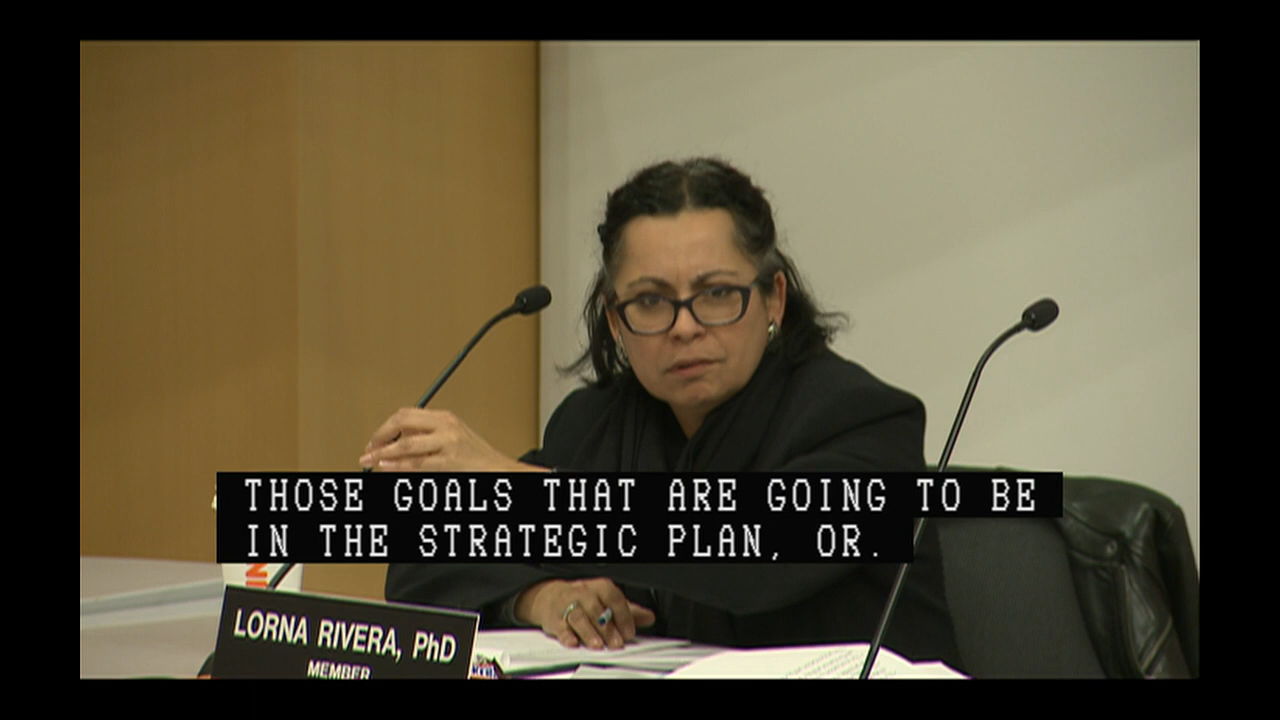 THOSE GOALS THAT ARE GOING TO BE
IN THE STRATEGIC PLAN, OR.
LORNA RIVERA, PhD
MEMBER